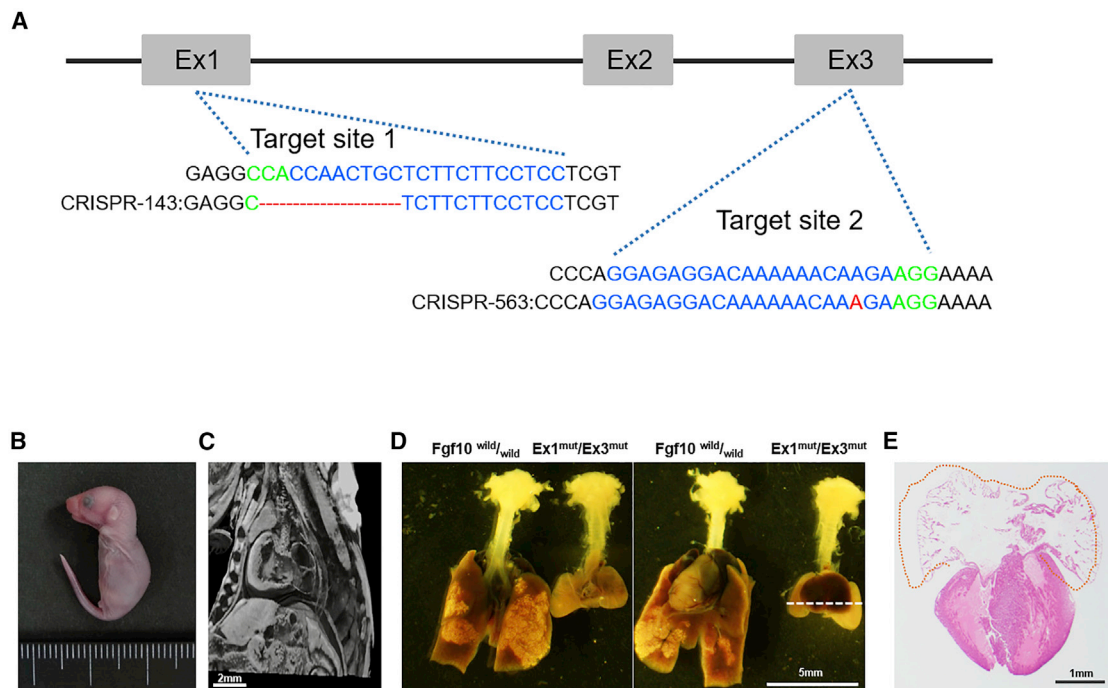 A
Ex1 Ex2 Ex3
Target site 1
GAGGCCACCAACTGCTCTTCTTCCTCCTCGT
CRISPR-143:GAGGC--------------------TCTTCTTCCTCCTCGT
Target site 2
CCCAGGAGAGGACAAAAAACAAGAAGGAAAA
CRISPR-563:CCCAGGAGAGGACAAAAAACAAAGAAGGAAAA
B
C
2mm
D
Fgf10 wild/wild Ex1mut/Ex3mut Fgf10 wild/wild Ex1mut/Ex3mut
5mm
E
1mm